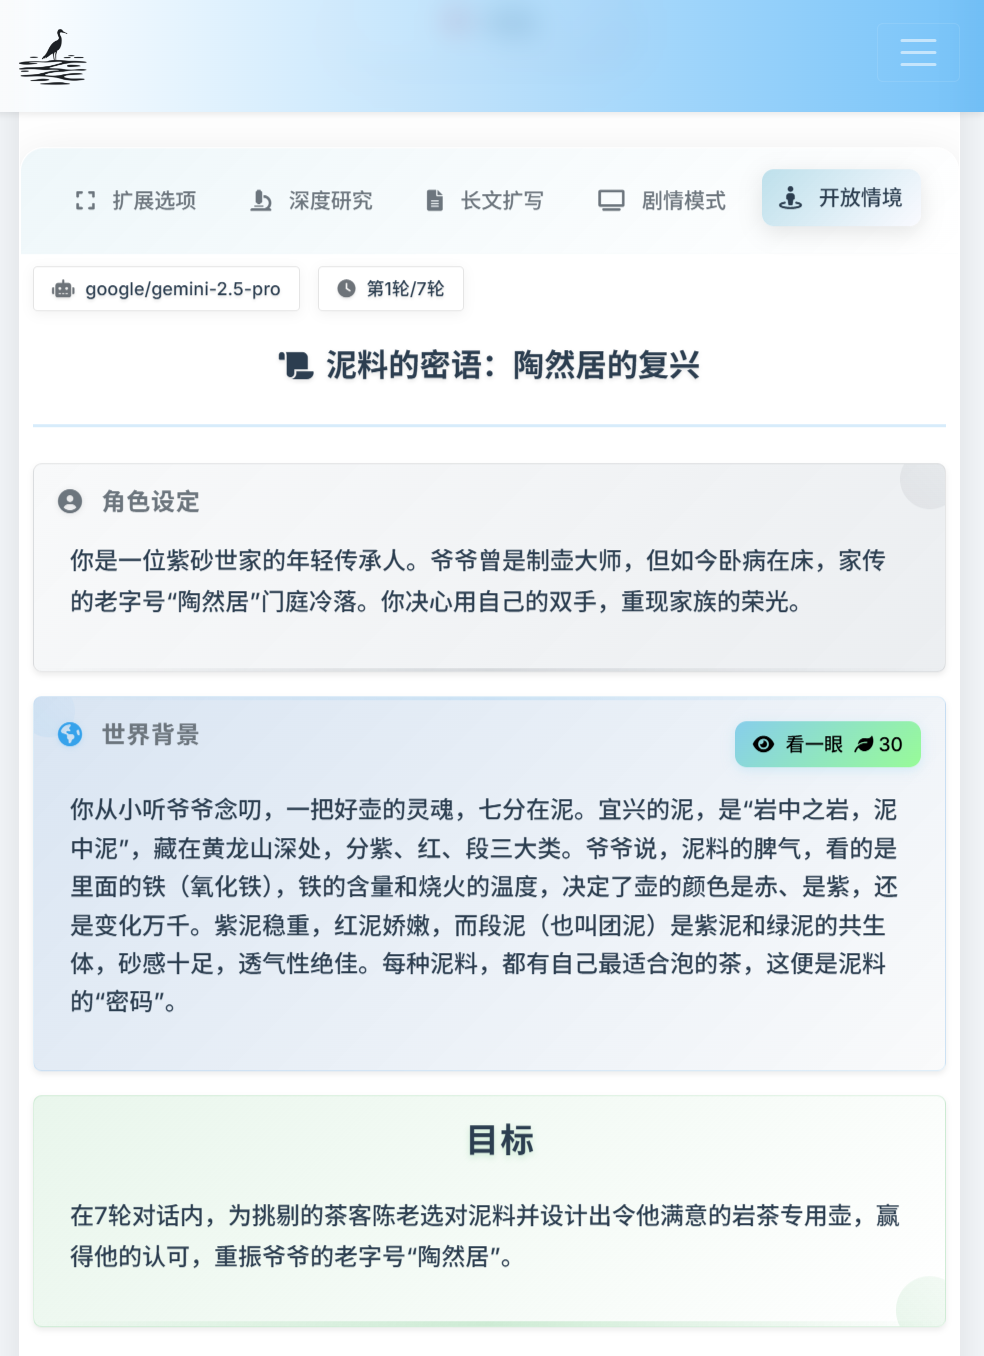 扩展选项 深度研究 长文扩写 剧情模式 开放情境
google/gemini-2.5-pro 第1轮/7轮
泥料的密语：陶然居的复兴
角色设定
你是一位紫砂世家的年轻传承人。爷爷曾是制壶大师，但如今卧病在床，家传
的老字号“陶然居”门庭冷落。你决心用自己的双手，重现家族的荣光。
世界背景
看一眼 30
你从小听爷爷念叨，一把好壶的灵魂，七分在泥。宜兴的泥，是“岩中之岩，泥
中泥”，藏在黄龙山深处，分紫、红、段三大类。爷爷说，泥料的脾气，看的是
里面的铁（氧化铁），铁的含量和烧火的温度，决定了壶的颜色是赤、是紫，还
是变化万千。紫泥稳重，红泥娇嫩，而段泥（也叫团泥）是紫泥和绿泥的共生
体，砂感十足，透气性绝佳。每种泥料，都有自己最适合泡的茶，这便是泥料
的“密码”。
目标
在7轮对话内，为挑剔的茶客陈老选对泥料并设计出令他满意的岩茶专用壶，赢
得他的认可，重振爷爷的老字号“陶然居”。